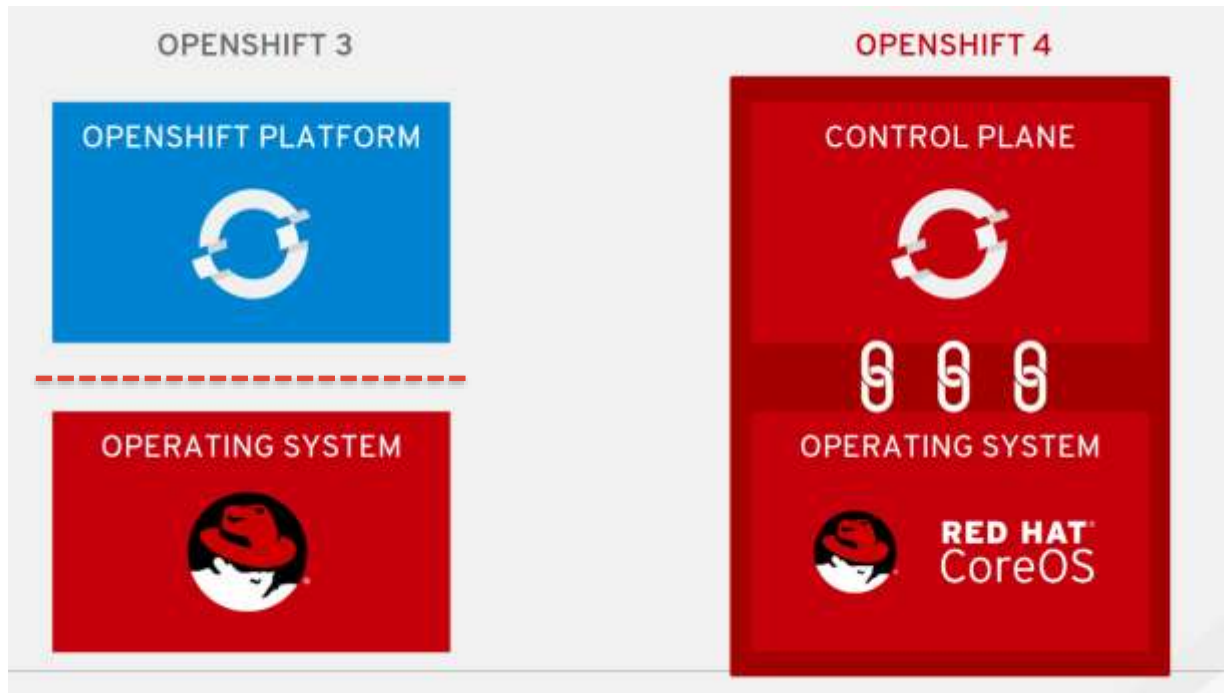 OPENSHIFT 3
OPENSHIFT PLATFORM
OPERATING SYSTEM
OPENSHIFT 4
CONTROL PLANE
OPERATING SYSTEM
RED HAT
CoreOS